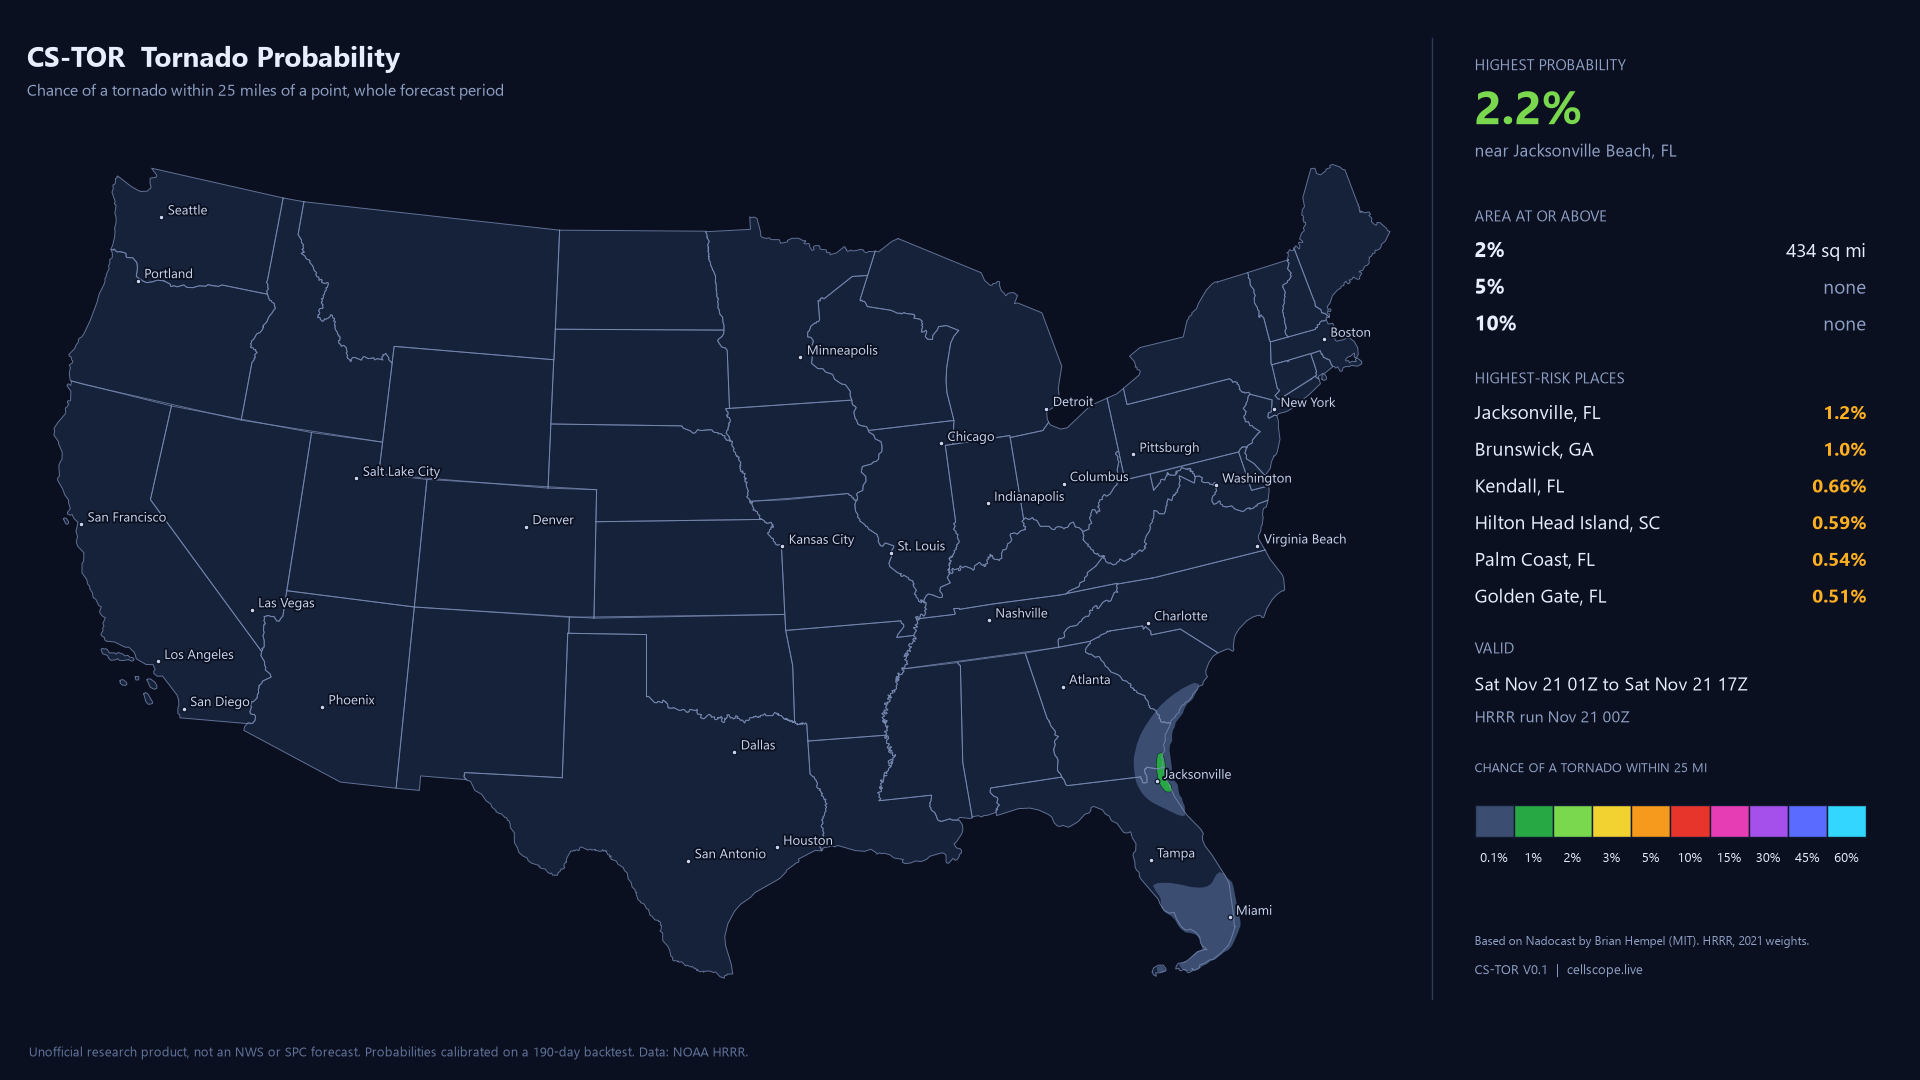 CS-TOR  Tornado Probability
Chance of a tornado within 25 miles of a point, whole forecast period
Seattle
Portland
Minneapolis
Boston
Detroit
New York
Chicago
Pittsburgh
Salt Lake City
Columbus
Washington
Indianapolis
San Francisco
Denver
Kansas City
St. Louis
Virginia Beach
Las Vegas
Nashville
Charlotte
Los Angeles
Atlanta
San Diego
Phoenix
Dallas
Jacksonville
Houston
San Antonio
Tampa
Miami
HIGHEST PROBABILITY
2.2%
near Jacksonville Beach, FL
AREA AT OR ABOVE
2% 434 sq mi
5% none
10% none
HIGHEST-RISK PLACES
Jacksonville, FL 1.2%
Brunswick, GA 1.0%
Kendall, FL 0.66%
Hilton Head Island, SC 0.59%
Palm Coast, FL 0.54%
Golden Gate, FL 0.51%
VALID
Sat Nov 21 01Z to Sat Nov 21 17Z
HRRR run Nov 21 00Z
CHANCE OF A TORNADO WITHIN 25 MI
0.1% 1% 2% 3% 5% 10% 15% 30% 45% 60%
Based on Nadocast by Brian Hempel (MIT). HRRR, 2021 weights.
CS-TOR V0.1 | cellscope.live
Unofficial research product, not an NWS or SPC forecast. Probabilities calibrated on a 190-day backtest. Data: NOAA HRRR.